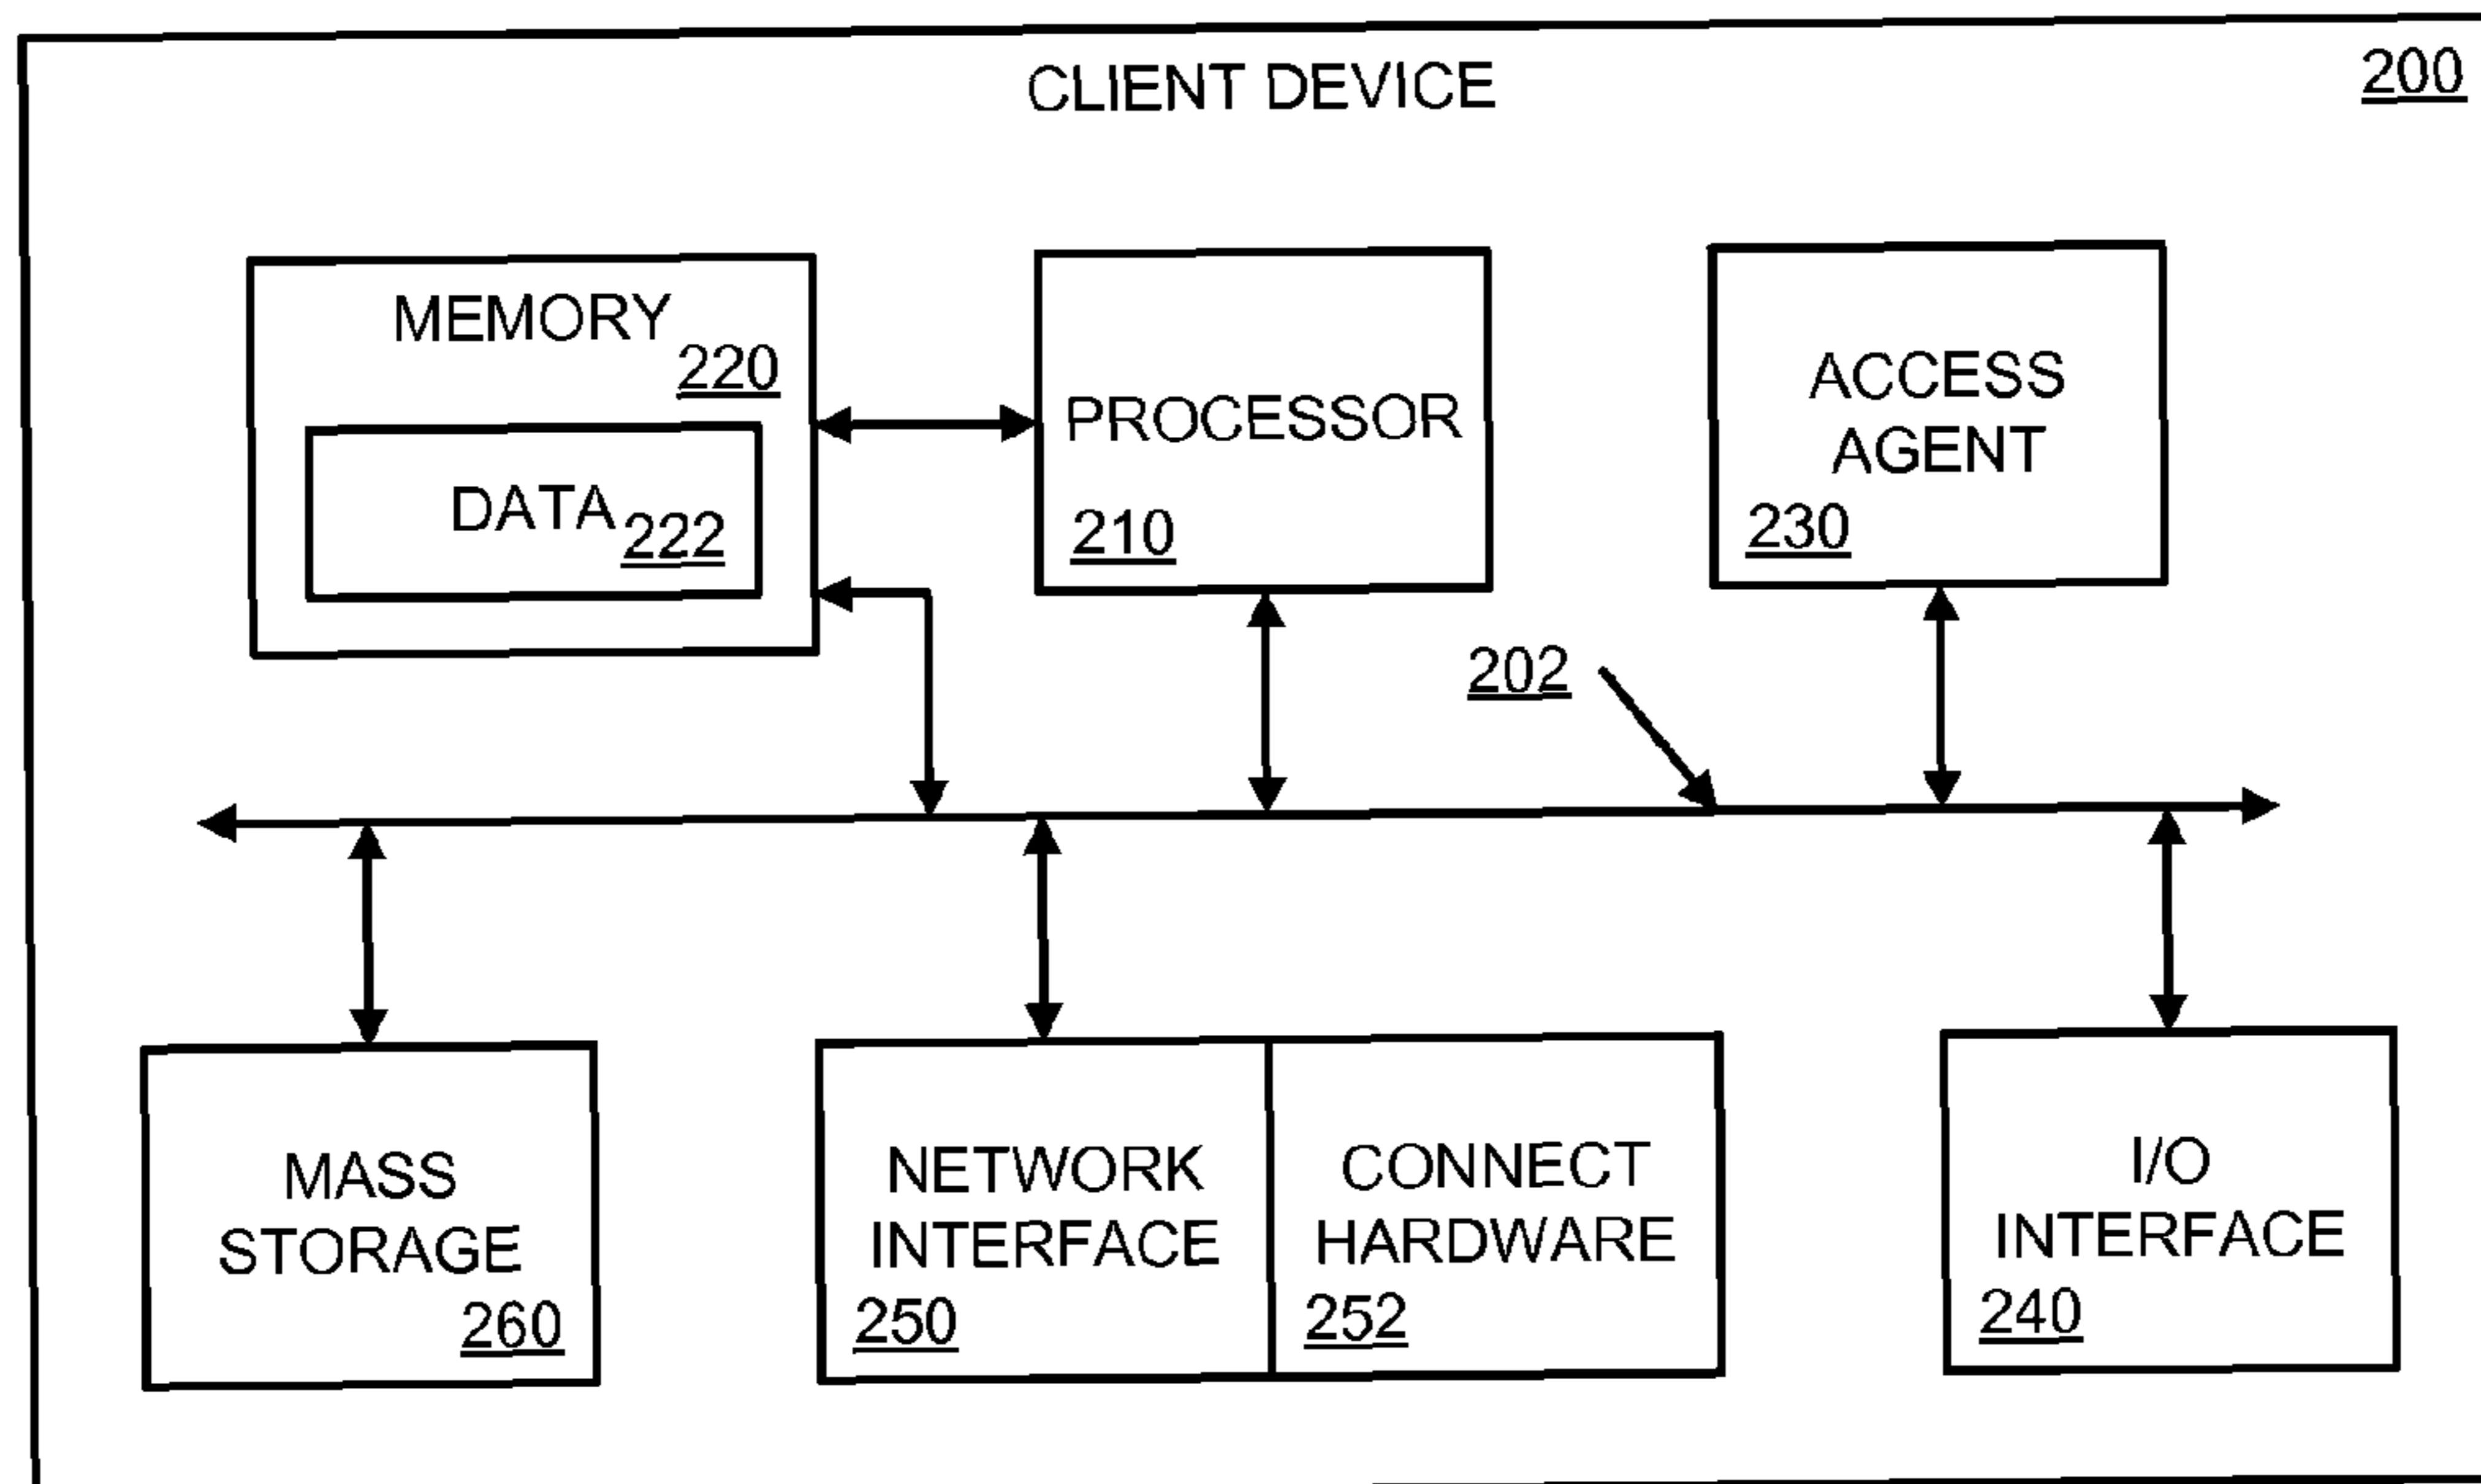 CLIENT DEVICE
200
MEMORY
220
DATA
222
PROCESSOR
210
ACCESS
AGENT
230
202
MASS
STORAGE
260
NETWORK
INTERFACE
250
CONNECT
HARDWARE
252
I/O
INTERFACE
240